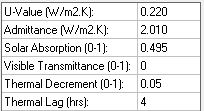 U-Value (W/m2.K): 0.220
Admittance (W/m2.K): 2.010
Solar Absorption (0-1): 0.495
Visible Transmittance (0-1): 0
Thermal Decrement (0-1): 0.05
Thermal Lag (hrs): 4